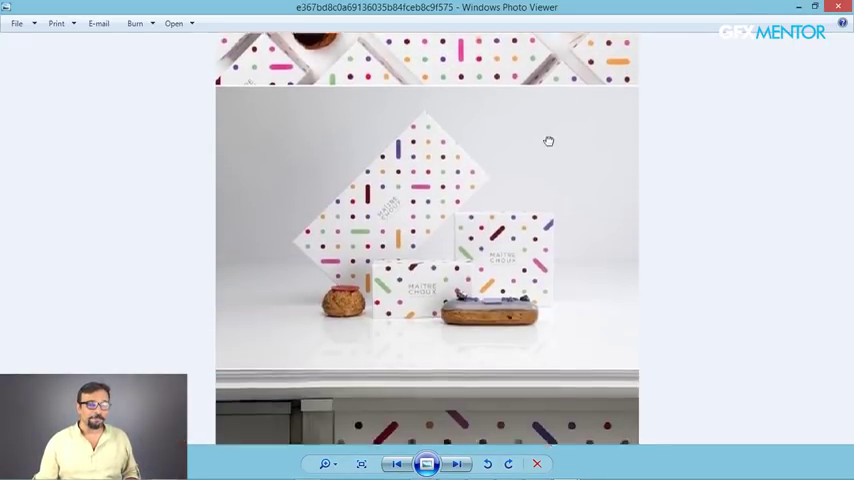 e367bd8c0a69136035b84fceb8c9f575 - Windows Photo Viewer
File
Print
E-mail
Burn
Open
GFXMENTOR
MAITRE
CHOUX
MAITRE
CHOUX
MAITRE
CHOUX